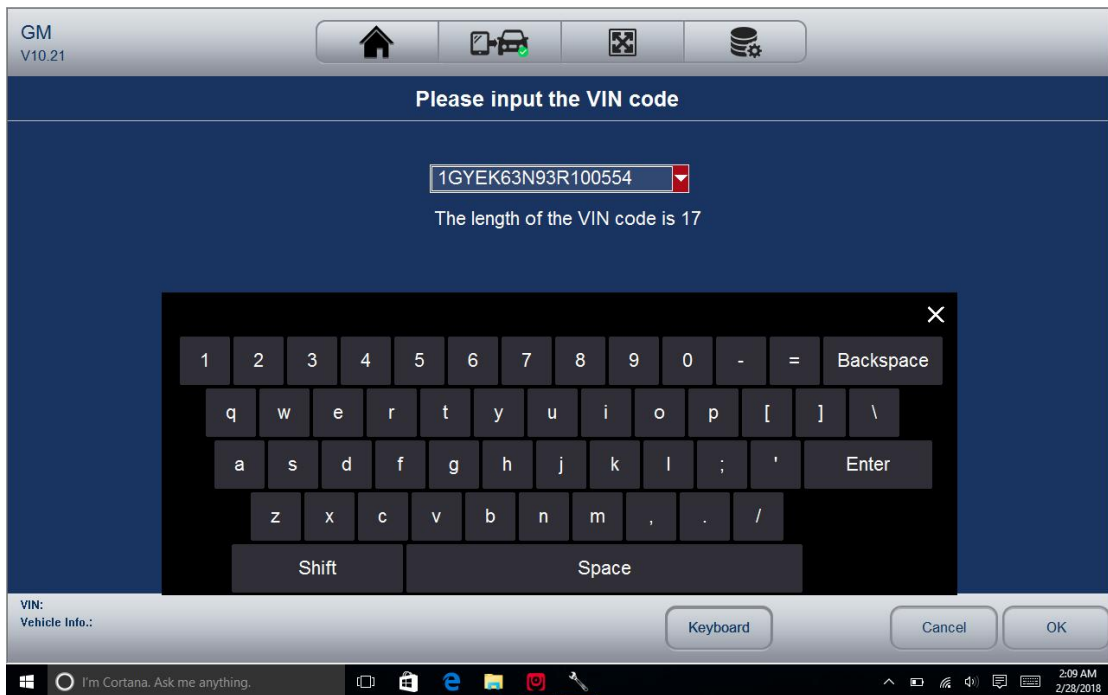 GM
V10.21
Please input the VIN code
1GYEK63N93R100554
The length of the VIN code is 17
1 2 3 4 5 6 7 8 9 0 - = Backspace
q w e r t y u i o p [ ] \
a s d f g h j k l ; ' Enter
z x c v b n m , . /
Shift Space
VIN:
Vehicle Info.:
Keyboard Cancel OK
I'm Cortana. Ask me anything.
2:09 AM
2/28/2018